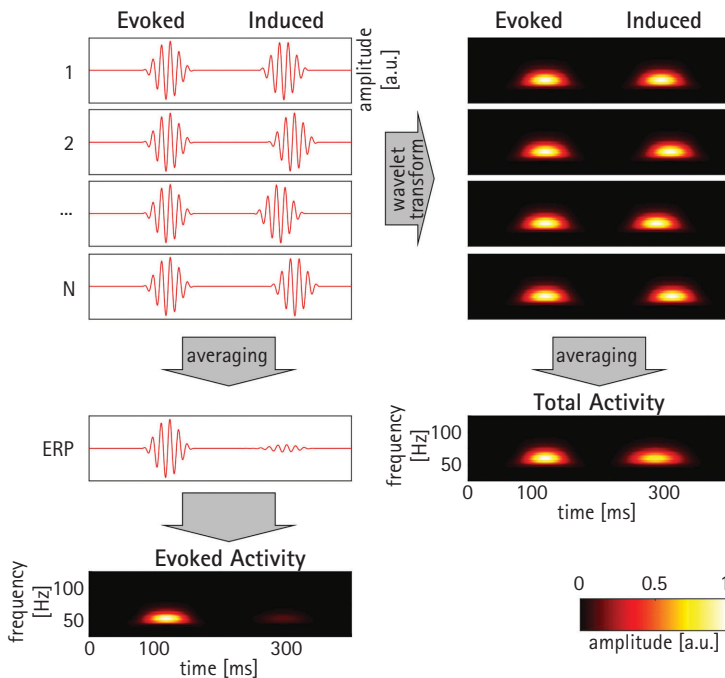 Evoked Induced
Evoked Induced
1
amplitude
[a.u.]
2
...
N
wavelet
transform
averaging
averaging
ERP
Total Activity
frequency
[Hz]
100
50
0 100 300
time [ms]
Evoked Activity
frequency
[Hz]
100
50
0 100 300
time [ms]
0 0.5 1
amplitude [a.u.]